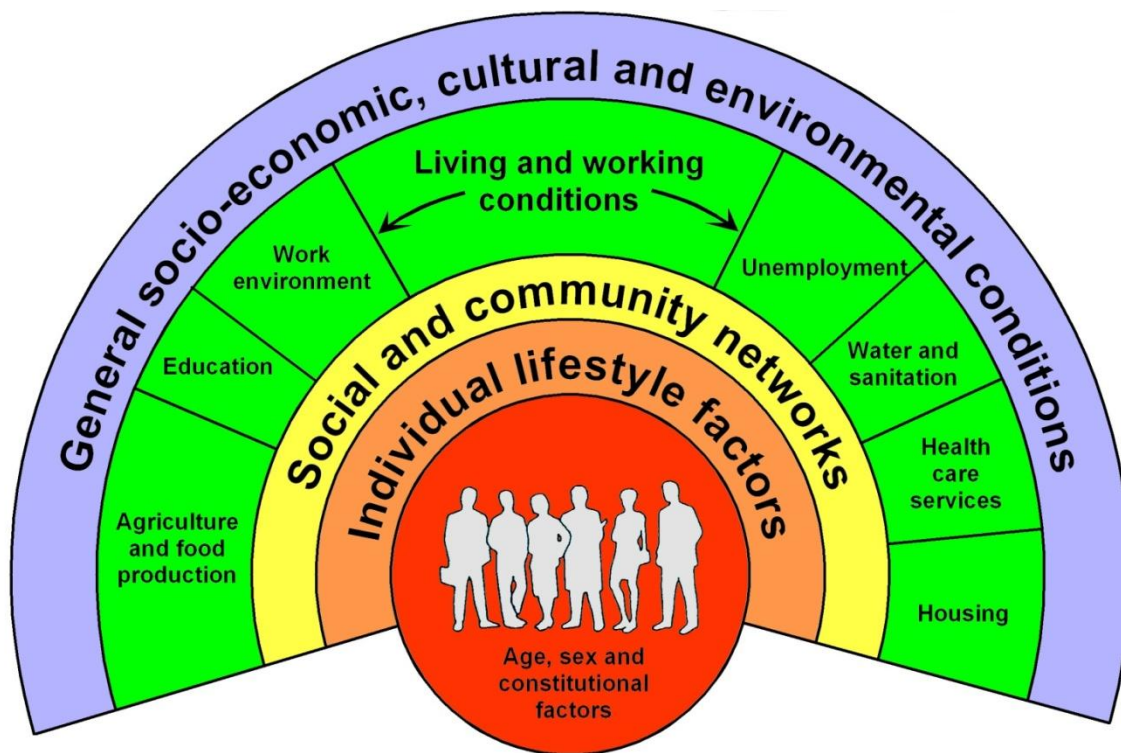 General socio-economic, cultural and environmental conditions
Living and working
conditions
Work
environment
Unemployment
Education
Water and
sanitation
Agriculture
and food
production
Health
care
services
Housing
Social and community networks
Individual lifestyle factors
Age, sex and
constitutional
factors